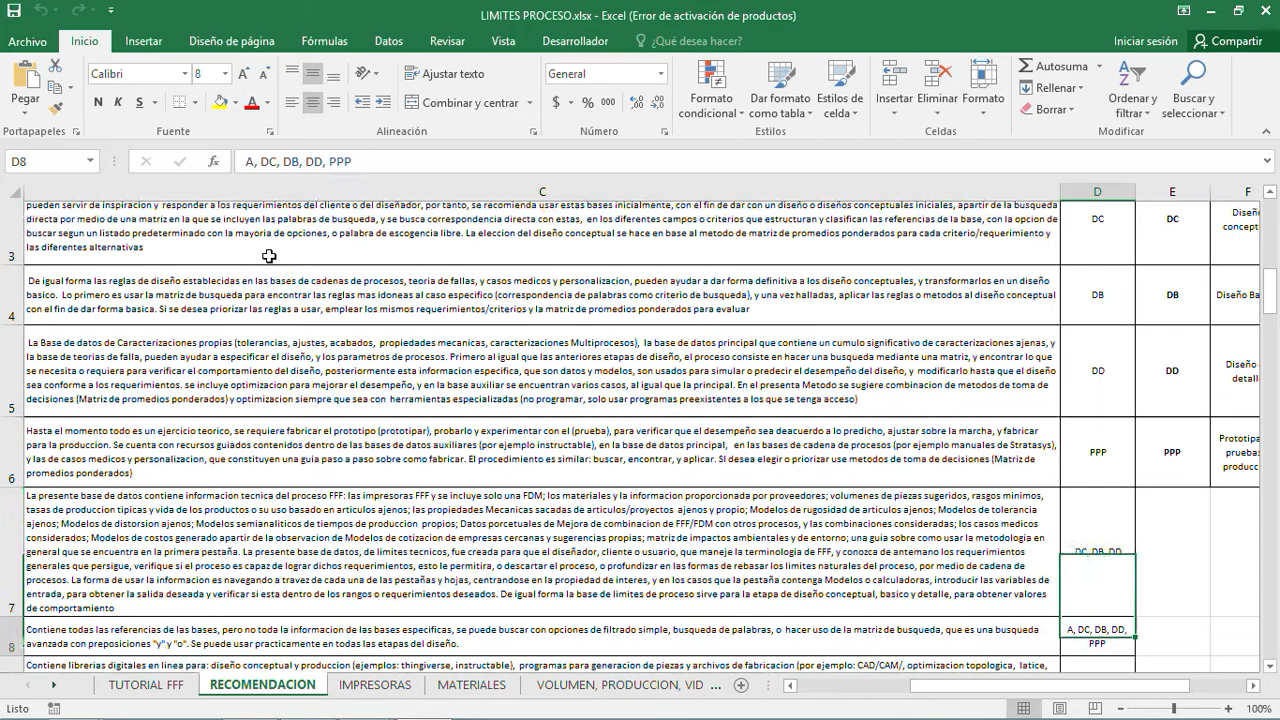 LIMITES PROCESO.xlsx - Excel (Error de activación de productos)
Archivo Inicio Insertar Diseño de página Fórmulas Datos Revisar Vista Desarrollador ¿Qué desea hacer? Iniciar sesión Compartir
Pegar
Calibri 8
N K S
Ajustar texto
Combinar y centrar
General
$ % 000
Formato condicional
Dar formato como tabla
Estilos de celda
Insertar Eliminar Formato
Autosuma
Rellenar
Borrar
Ordenar y filtrar
Buscar y seleccionar
Portapapeles Fuente Alineación Número Estilos Celdas Modificar
D8 fx A, DC, DB, DD, PPP
C D E F
pueden servir de inspiracion y responder a los requerimientos del cliente o del diseñador, por tanto, se recomienda usar estas bases inicialmente, con el fin de dar con un diseño o diseños conceptuales iniciales, apartir de la busqueda
directa por medio de una matriz en la que se incluyen las palabras de busqueda, y se busca correspondencia directa con estas, en los diferentes campos o criterios que estructuran y clasifican las referencias de la base, con la opcion de
buscar segun un listado predeterminado con la mayoria de opciones, o palabra de escogencia libre. La eleccion del diseño conceptual se hace en base al metodo de matriz de promedios ponderados para cada criterio/requerimiento y
las diferentes alternativas
3
DC DC Diseño
concept
De igual forma las reglas de diseño establecidas en las bases de cadenas de procesos, teoria de fallas, y casos medicos y personalizacion, pueden ayudar a dar forma definitiva a los diseño conceptuales, y transformarlos en un diseño
basico. Lo primero es usar la matriz de busqueda para encontrar las reglas mas idoneas al caso especifico (correspondencia de palabras como criterio de busqueda), y una vez halladas, aplicar las reglas o metodos al diseño conceptual
con el fin de dar forma basica. Si se desea priorizar las reglas a usar, emplear los mismos requerimientos/criterios y la matriz de promedios ponderados para evaluar
4
DB DB Diseño Ba
La Base de datos de Caracterizaciones propias (tolerancias, ajustes, acabados, propiedades mecanicas, caracterizaciones Multiprocesos), la base de datos principal que contiene un cumulo significativo de caracterizaciones ajenas, y
la base de teorias de falla, pueden ayudar a especificar el diseño, y los parametros de procesos. Primero al igual que las anteriores etapas de diseño, el proceso consiste en hacer una busqueda mediante una matriz, y encontrar lo que
se necesita o requiera para verificar el comportamiento del diseño, posteriormente esta informacion especifica, que son datos y modelos, son usados para simular o predecir el desempeño del diseño, y modificarlo hasta que el diseño
sea conforme a los requerimientos. se incluye optimizacion para mejorar el desempeño, y en la base auxiliar se encuentran varios casos, al igual que la principal. En el presente Metodo se sugiere combinacion de metodos de toma de
decisiones (Matriz de promedios ponderados) y optimizacion siempre que sea con herramientas especializadas (no programar, solo usar programas preexistentes a los que se tenga acceso)
5
DD DD Diseño
detall
Hasta el momento todo es un ejercicio teorico, se requiere fabricar el prototipo (prototipar), probarlo y experimentar con el (prueba), para verificar que el desempeño sea deacuerdo a lo predicho, ajustar sobre la marcha, y fabricar
para la produccion. Se cuenta con recursos guiados contenidos dentro de las bases de datos auxiliares (por ejemplo instructable), en la base de datos principal, en las bases de cadena de procesos (por ejemplo manuales de Stratasys),
y las de casos medicos y personalizacion, que constituyen una guia paso a paso sobre como fabricar. El procedimiento es similar: buscar, encontrar, y aplicar. SI desea elegir o priorizar use metodos de toma de decisiones (Matriz de
promedios ponderados)
6
PPP PPP Prototipa
prueba
producc
La presente base de datos contiene informacion tecnica del proceso FFF: las impresoras FFF y se incluye solo una FDM; los materiales y la informacion proporcionada por proveedores; volumenes de piezas sugeridos, rasgos minimos,
tasas de produccion tipicas y vida de los productos o su uso basado en articulos ajenos; las propiedades Mecanicas sacadas de articulos/proyectos ajenos y propio; Modelos de rugosidad de articulos ajenos; Modelos de tolerancia
ajenos; Modelos de distorsion ajenos; Modelos semianaliticos de tiempos de produccion propios; Datos porcetuales de Mejora de combinacion de FFF/FDM con otros procesos, y las combinaciones consideradas; los casos medicos
considerados; Modelos de costos generado apartir de la observacion de Modelos de cotizacion de empresas cercanas y sugerencias propias; matriz de impactos ambientales y de entorno; una guia sobre como usar la metodologia en
general que se encuentra en la primera pestaña. La presente base de datos, de limites tecnicos, fue creada para que el diseñador, cliente o usuario, que maneje la terminologia de FFF, y conozca de antemano los requerimientos
generales que persigue, verifique si el proceso es capaz de lograr dichos requerimientos, esto le permitira, o descartar el proceso, o profundizar en las formas de rebasar los limites naturales del proceso, por medio de cadena de
procesos. La forma de usar la informacion es navegando a travez de cada una de las pestañas y hojas, centrandose en la propiedad de interes, y en los casos que la pestaña contenga Modelos o calculadoras, introducir las variables de
entrada, para obtener la salida deseada y verificar si esta dentro de los rangos o requerimientos deseados. De igual forma la base de limites de proceso sirve para la etapa de diseño conceptual, basico y detalle, para obtener valores
de comportamiento
7
DC, DB, DD
Contiene todas las referencias de las bases, pero no toda la informacion de las bases especificas, se puede buscar con opciones de filtrado simple, busqueda de palabras, o hacer uso de la matriz de busqueda, que es una busqueda
avanzada con preposiciones "y" y "o". Se puede usar practicamente en todas las etapas del diseño.
8
A, DC, DB, DD,
PPP
Contiene librerias digitales en linea para: diseño conceptual y produccion (ejemplos: thingiverse, instructable), programas para generacion de piezas y archivos de fabricacion (por ejemplo: CAD/CAM/, optimizacion topologica, latice,
TUTORIAL FFF RECOMENDACION IMPRESORAS MATERIALES VOLUMEN, PRODUCCION, VID ...
Listo 100%